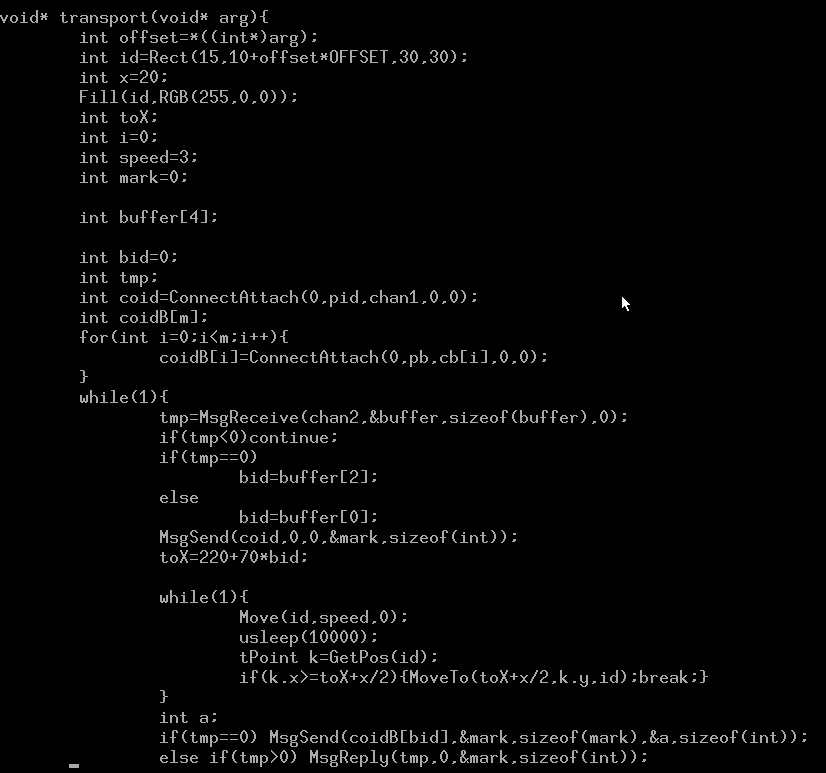 void* transport(void* arg){
int offset=*((int*)arg);
int id=Rect(15,10+offset*OFFSET,30,30);
int x=20;
Fill(id,RGB(255,0,0));
int toX;
int i=0;
int speed=3;
int mark=0;
int buffer[4];
int bid=0;
int tmp;
int coid=ConnectAttach(0,pid,chan1,0,0);
int coidB[m];
for(int i=0;i<m;i++){
coidB[i]=ConnectAttach(0,pb,cb[i],0,0);
}
while(1){
tmp=MsgReceive(chan2,&buffer,sizeof(buffer),0);
if(tmp<0)continue;
if(tmp==0)
bid=buffer[2];
else
bid=buffer[0];
MsgSend(coid,0,0,&mark,sizeof(int));
toX=220+70*bid;
while(1){
Move(id,speed,0);
usleep(10000);
tPoint k=GetPos(id);
if(k.x>=toX+x/2){MoveTo(toX+x/2,k.y,id);break;}
}
int a;
if(tmp==0) MsgSend(coidB[bid],&mark,sizeof(mark),&a,sizeof(int));
else if(tmp>0) MsgReply(tmp,0,&mark,sizeof(int));